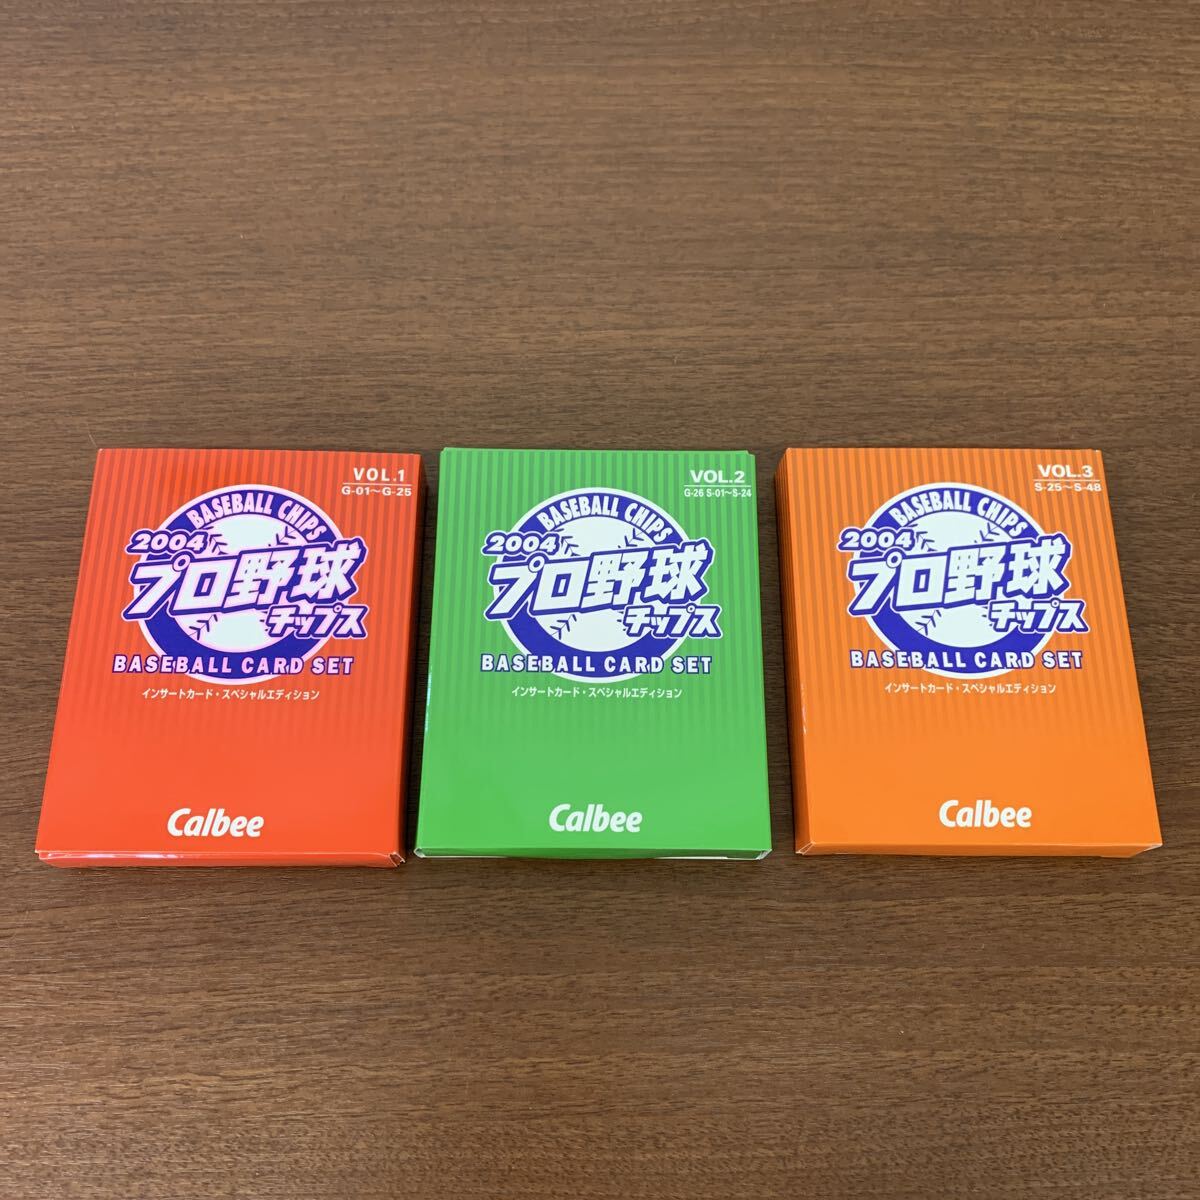 VOL.1
G-01～G-25
BASEBALL CHIPS
2004
プロ野球
チップス
BASEBALL CARD SET
インサートカード・スペシャルエディション
Calbee
VOL.2
G-26 S-01～S-24
BASEBALL CHIPS
2004
プロ野球
チップス
BASEBALL CARD SET
インサートカード・スペシャルエディション
Calbee
VOL.3
S-25～S-48
BASEBALL CHIPS
2004
プロ野球
チップス
BASEBALL CARD SET
インサートカード・スペシャルエディション
Calbee